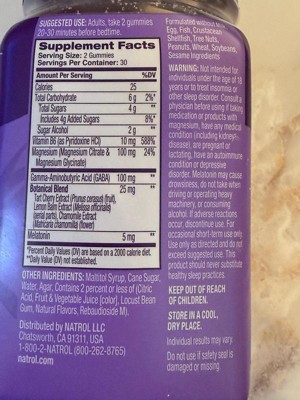 SUGGESTED USE: Adults, take 2 gummies
20-30 minutes before bedtime.
Supplement Facts
Serving Size: 2 Gummies
Servings Per Container: 30
Amount Per Serving %DV
Calories 25
Total Carbohydrate 6 g 2%*
Total Sugars 4 g **
Includes 4g Added Sugars 8%*
Sugar Alcohol 2 g **
Vitamin B6 (as Pyridoxine HCl) 10 mg 588%
Magnesium (Magnesium Citrate & 100 mg 24%
Magnesium Glycinate)
Gamma-Aminobutyric Acid (GABA) 100 mg **
Botanical Blend 25 mg **
Tart Cherry Extract (Prunus cerasus) (fruit),
Lemon Balm Extract (Melissa officinalis)
(aerial parts), Chamomile Extract
(Matricaria chamomilla) (flower)
Melatonin 5 mg **
*Percent Daily Values (DV) are based on a 2000 calorie diet.
**Daily Value (DV) not established.
OTHER INGREDIENTS: Maltitol Syrup, Cane Sugar,
Water, Agar, Contains 2 percent or less of (Citric
Acid, Fruit & Vegetable Juice [color], Locust Bean
Gum, Natural Flavors, Rebaudioside M).
Distributed by NATROL LLC
Chatsworth, CA 91311, USA
1-800-2-NATROL (800-262-8765)
natrol.com
Formulated without
Egg, Fish, Crustacean
Shellfish, Tree Nuts,
Peanuts, Wheat, Soybeans,
Sesame Ingredients
WARNING: Not intended for
individuals under the age of 18
years or to treat insomnia or
other sleep disorder. Consult a
physician before using if taking
medication or products with
magnesium, have any medical
condition (including kidney
disease), are pregnant or
lactating, have an autoimmune
condition or depressive
disorder. Melatonin may cause
drowsiness, do not take when
driving or operating heavy
machinery, or consuming
alcohol. If adverse reactions
occur, discontinue use. For
occasional short-term use only.
Use only as directed and do not
exceed suggested use. This
product should never substitute
healthy sleep practices.
KEEP OUT OF REACH
OF CHILDREN.
STORE IN A COOL,
DRY PLACE.
Individual results may vary.
Do not use if safety seal is
damaged or missing.